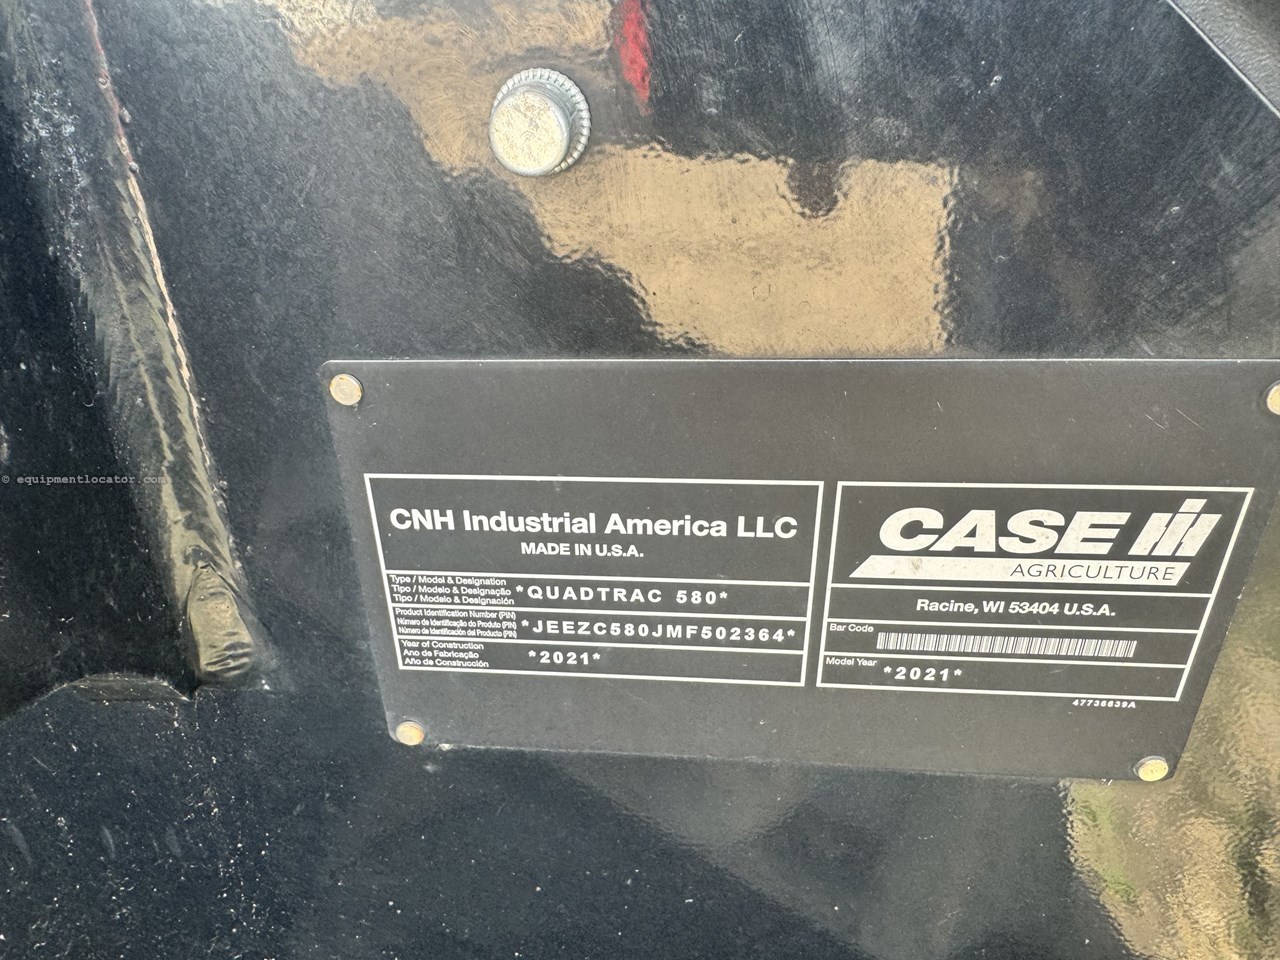 © equipmentlocator.com
CNH Industrial America LLC
MADE IN U.S.A.
Type / Model & Designation
Tipo / Modelo & Designação
Tipo / Modelo & Designación
*QUADTRAC 580*
Product Identification Number (PIN)
Número de Identificação do Produto (PIN)
Número de Identificación del Producto (PIN)
*JEEZC580JMF502364*
Year of Construction
Ano de Fabricação
Año de Construcción
*2021*
CASE IH
AGRICULTURE
Racine, WI 53404 U.S.A.
Bar Code
Model Year
*2021*
47736639A